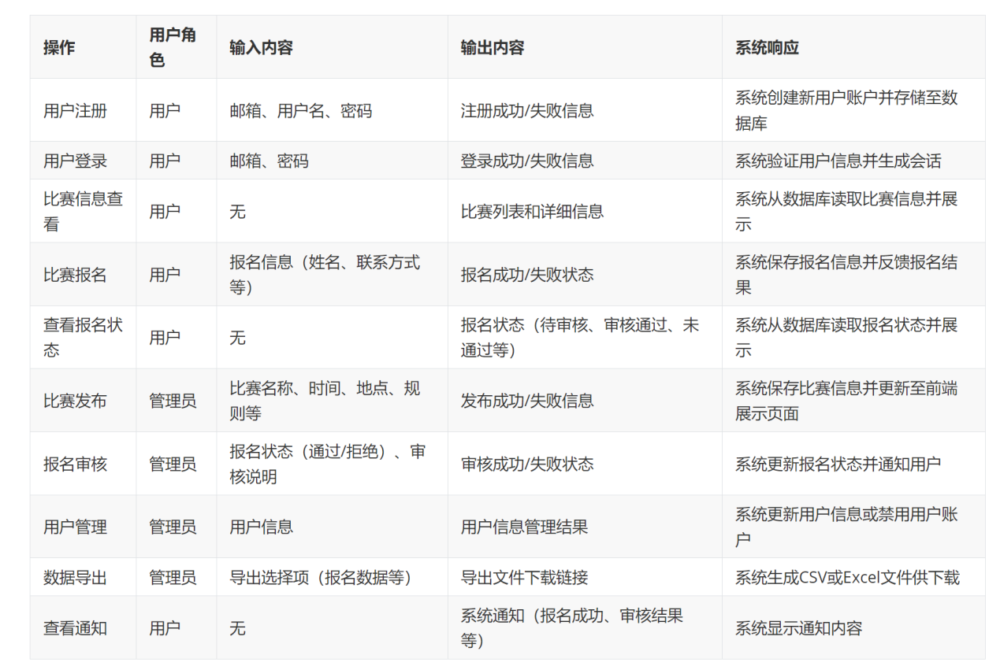 操作
用户角
色
输入内容
输出内容
系统响应
用户注册
用户
邮箱、用户名、密码
注册成功/失败信息
系统创建新用户账户并存储至数
据库
用户登录
用户
邮箱、密码
登录成功/失败信息
系统验证用户信息并生成会话
比赛信息查
看
用户
无
比赛列表和详细信息
系统从数据库读取比赛信息并展
示
比赛报名
用户
报名信息（姓名、联系方式
等）
报名成功/失败状态
系统保存报名信息并反馈报名结
果
查看报名状
态
用户
无
报名状态（待审核、审核通过、未
通过等）
系统从数据库读取报名状态并展
示
比赛发布
管理员
比赛名称、时间、地点、规
则等
发布成功/失败信息
系统保存比赛信息并更新至前端
展示页面
报名审核
管理员
报名状态（通过/拒绝）、审
核说明
审核成功/失败状态
系统更新报名状态并通知用户
用户管理
管理员
用户信息
用户信息管理结果
系统更新用户信息或禁用用户账
户
数据导出
管理员
导出选择项（报名数据等）
导出文件下载链接
系统生成CSV或Excel文件供下载
查看通知
用户
无
系统通知（报名成功、审核结果
等）
系统显示通知内容